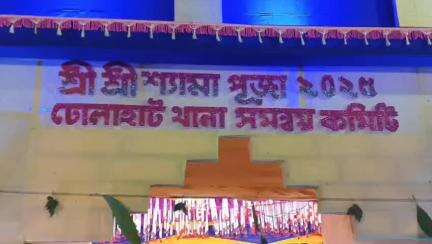 শ্রী শ্রী শ্যামা পূজা ২০২৫
ঢোলাহাট থানা সমন্বয় কমিটি